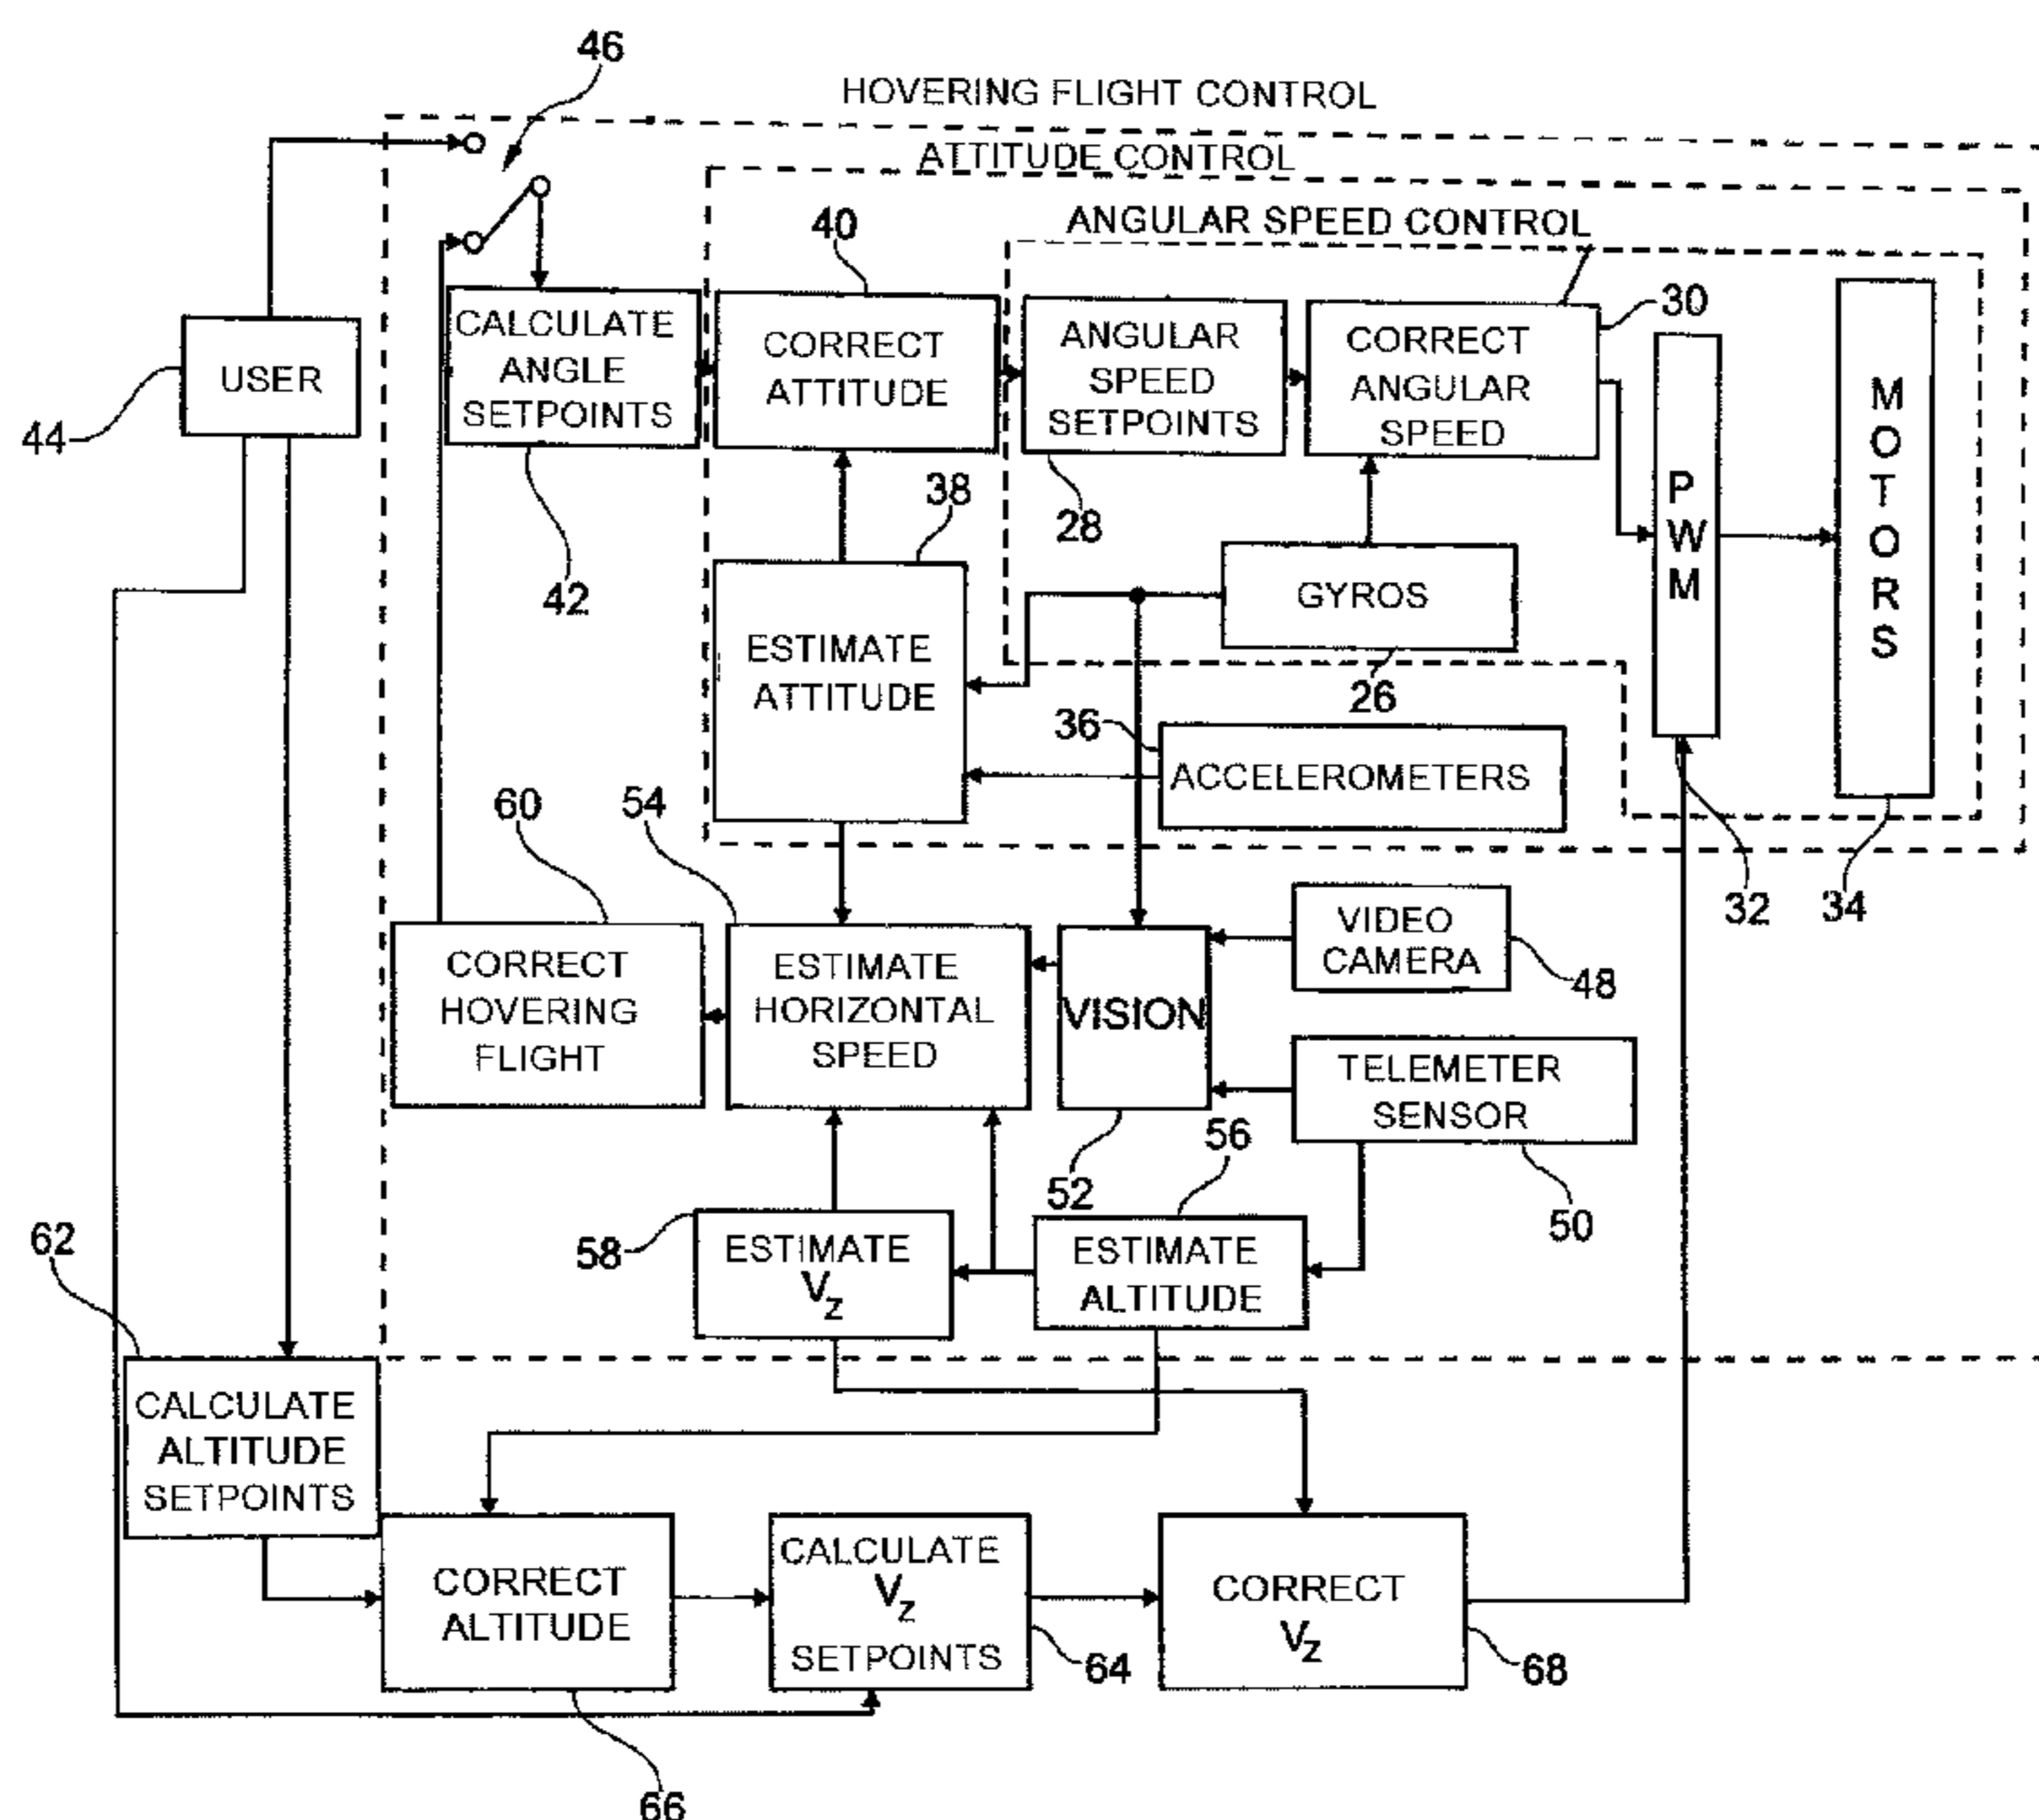 46
HOVERING FLIGHT CONTROL
ATTITUDE CONTROL
ANGULAR SPEED CONTROL
40
30
44
USER
CALCULATE
ANGLE
SETPOINTS
42
CORRECT
ATTITUDE
ANGULAR
SPEED
SETPOINTS
28
CORRECT
ANGULAR
SPEED
PWM
MOTORS
38
ESTIMATE
ATTITUDE
GYROS
26
36
ACCELEROMETERS
32
34
60
54
CORRECT
HOVERING
FLIGHT
ESTIMATE
HORIZONTAL
SPEED
VISION
52
VIDEO
CAMERA
48
TELEMETER
SENSOR
50
56
58
ESTIMATE
Vz
ESTIMATE
ALTITUDE
62
CALCULATE
ALTITUDE
SETPOINTS
CORRECT
ALTITUDE
66
CALCULATE
Vz
SETPOINTS
64
CORRECT
Vz
68